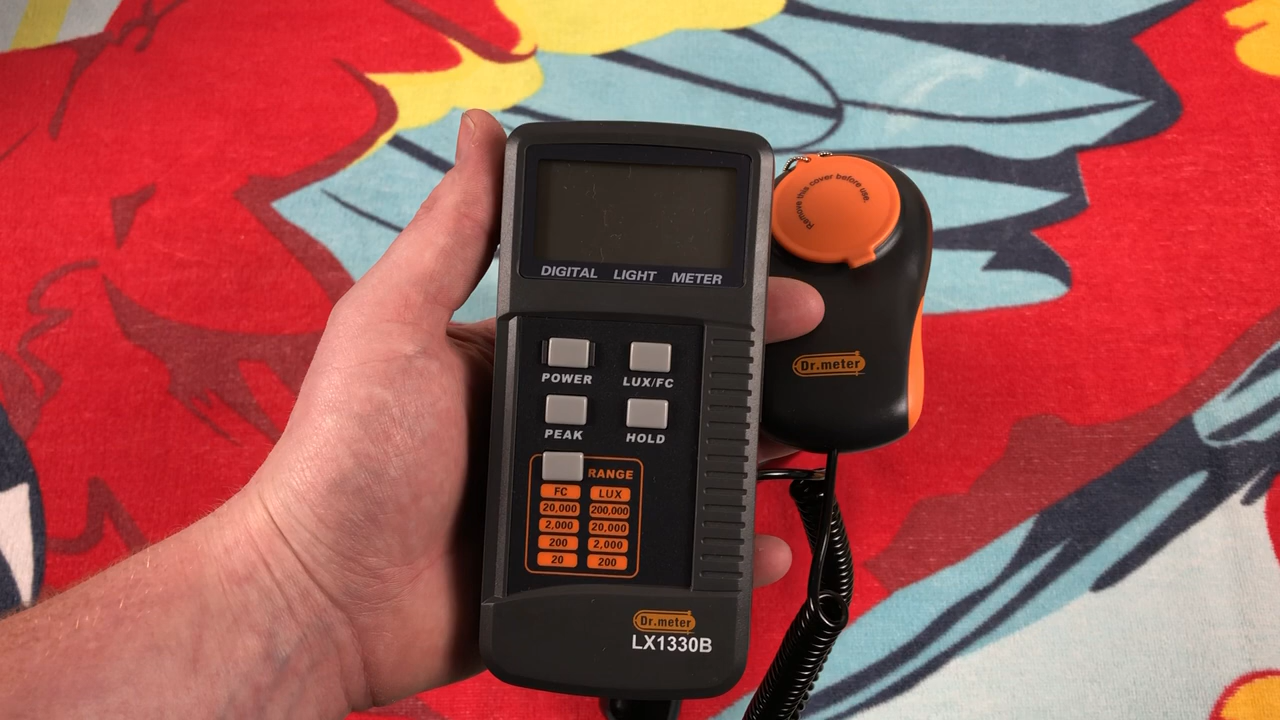 DIGITAL LIGHT METER
Remove this cover before use.
Dr.meter
POWER LUX/FC
PEAK HOLD
RANGE
FC LUX
20,000 200,000
2,000 20,000
200 2,000
20 200
Dr.meter
LX1330B